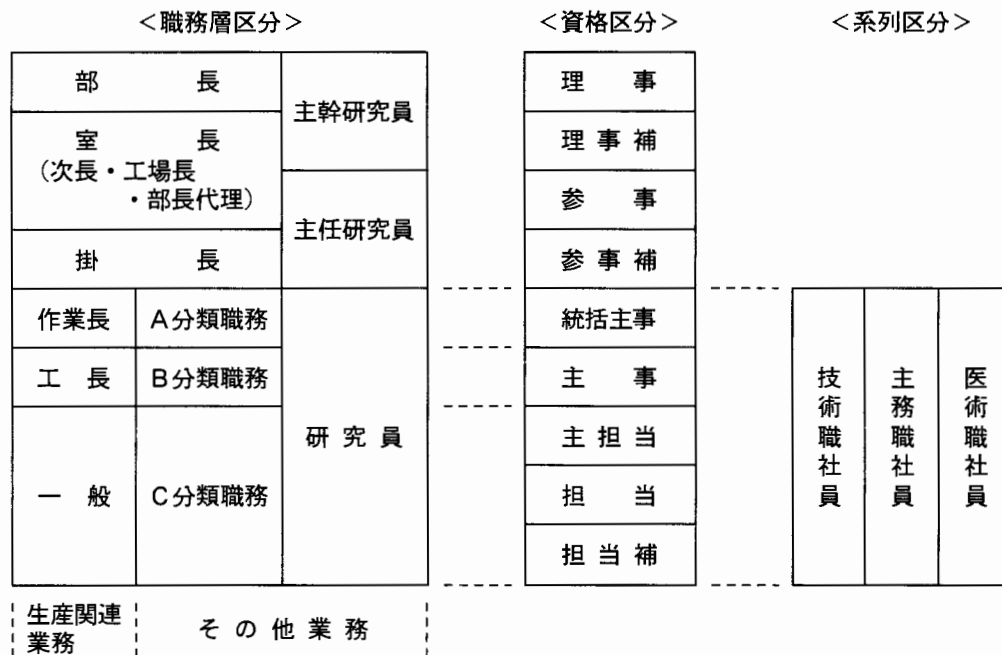 ＜職務層区分＞
＜資格区分＞
＜系列区分＞
部長
主幹研究員
室長
（次長・工場長
・部長代理）
主任研究員
掛長
作業長
A分類職務
研究員
工長
B分類職務
一般
C分類職務
生産関連
業務
その他業務
理事
理事補
参事
参事補
統括主事
主事
主担当
担当
担当補
技術職社員
主務職社員
医術職社員